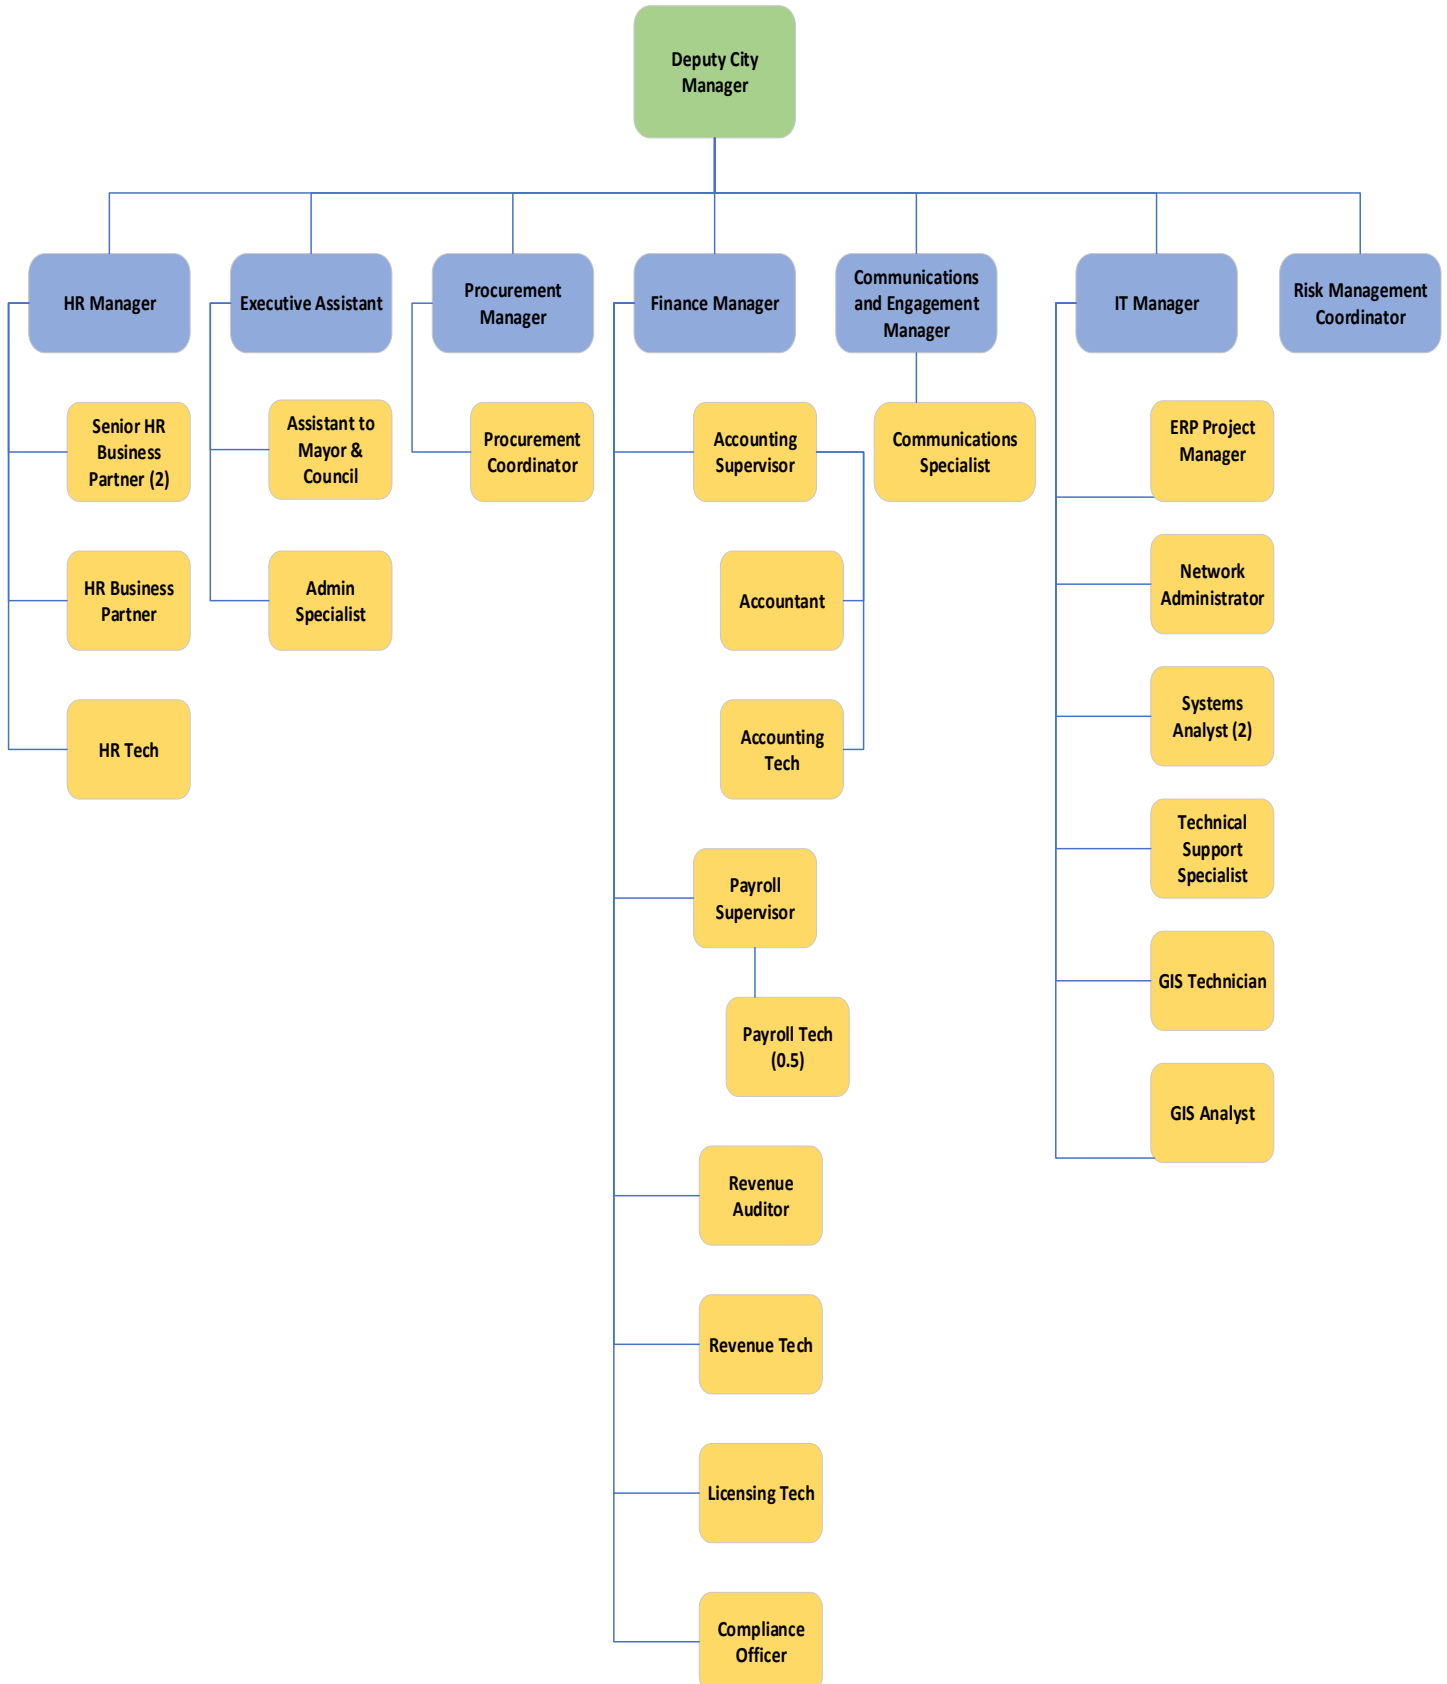 Deputy City
Manager
HR Manager
Executive Assistant
Procurement
Manager
Finance Manager
Communications
and Engagement
Manager
IT Manager
Risk Management
Coordinator
Senior HR
Business
Partner (2)
HR Business
Partner
HR Tech
Assistant to
Mayor &
Council
Admin
Specialist
Procurement
Coordinator
Accounting
Supervisor
Accountant
Accounting
Tech
Payroll
Supervisor
Payroll Tech
(0.5)
Revenue
Auditor
Revenue Tech
Licensing Tech
Compliance
Officer
Communications
Specialist
ERP Project
Manager
Network
Administrator
Systems
Analyst (2)
Technical
Support
Specialist
GIS Technician
GIS Analyst